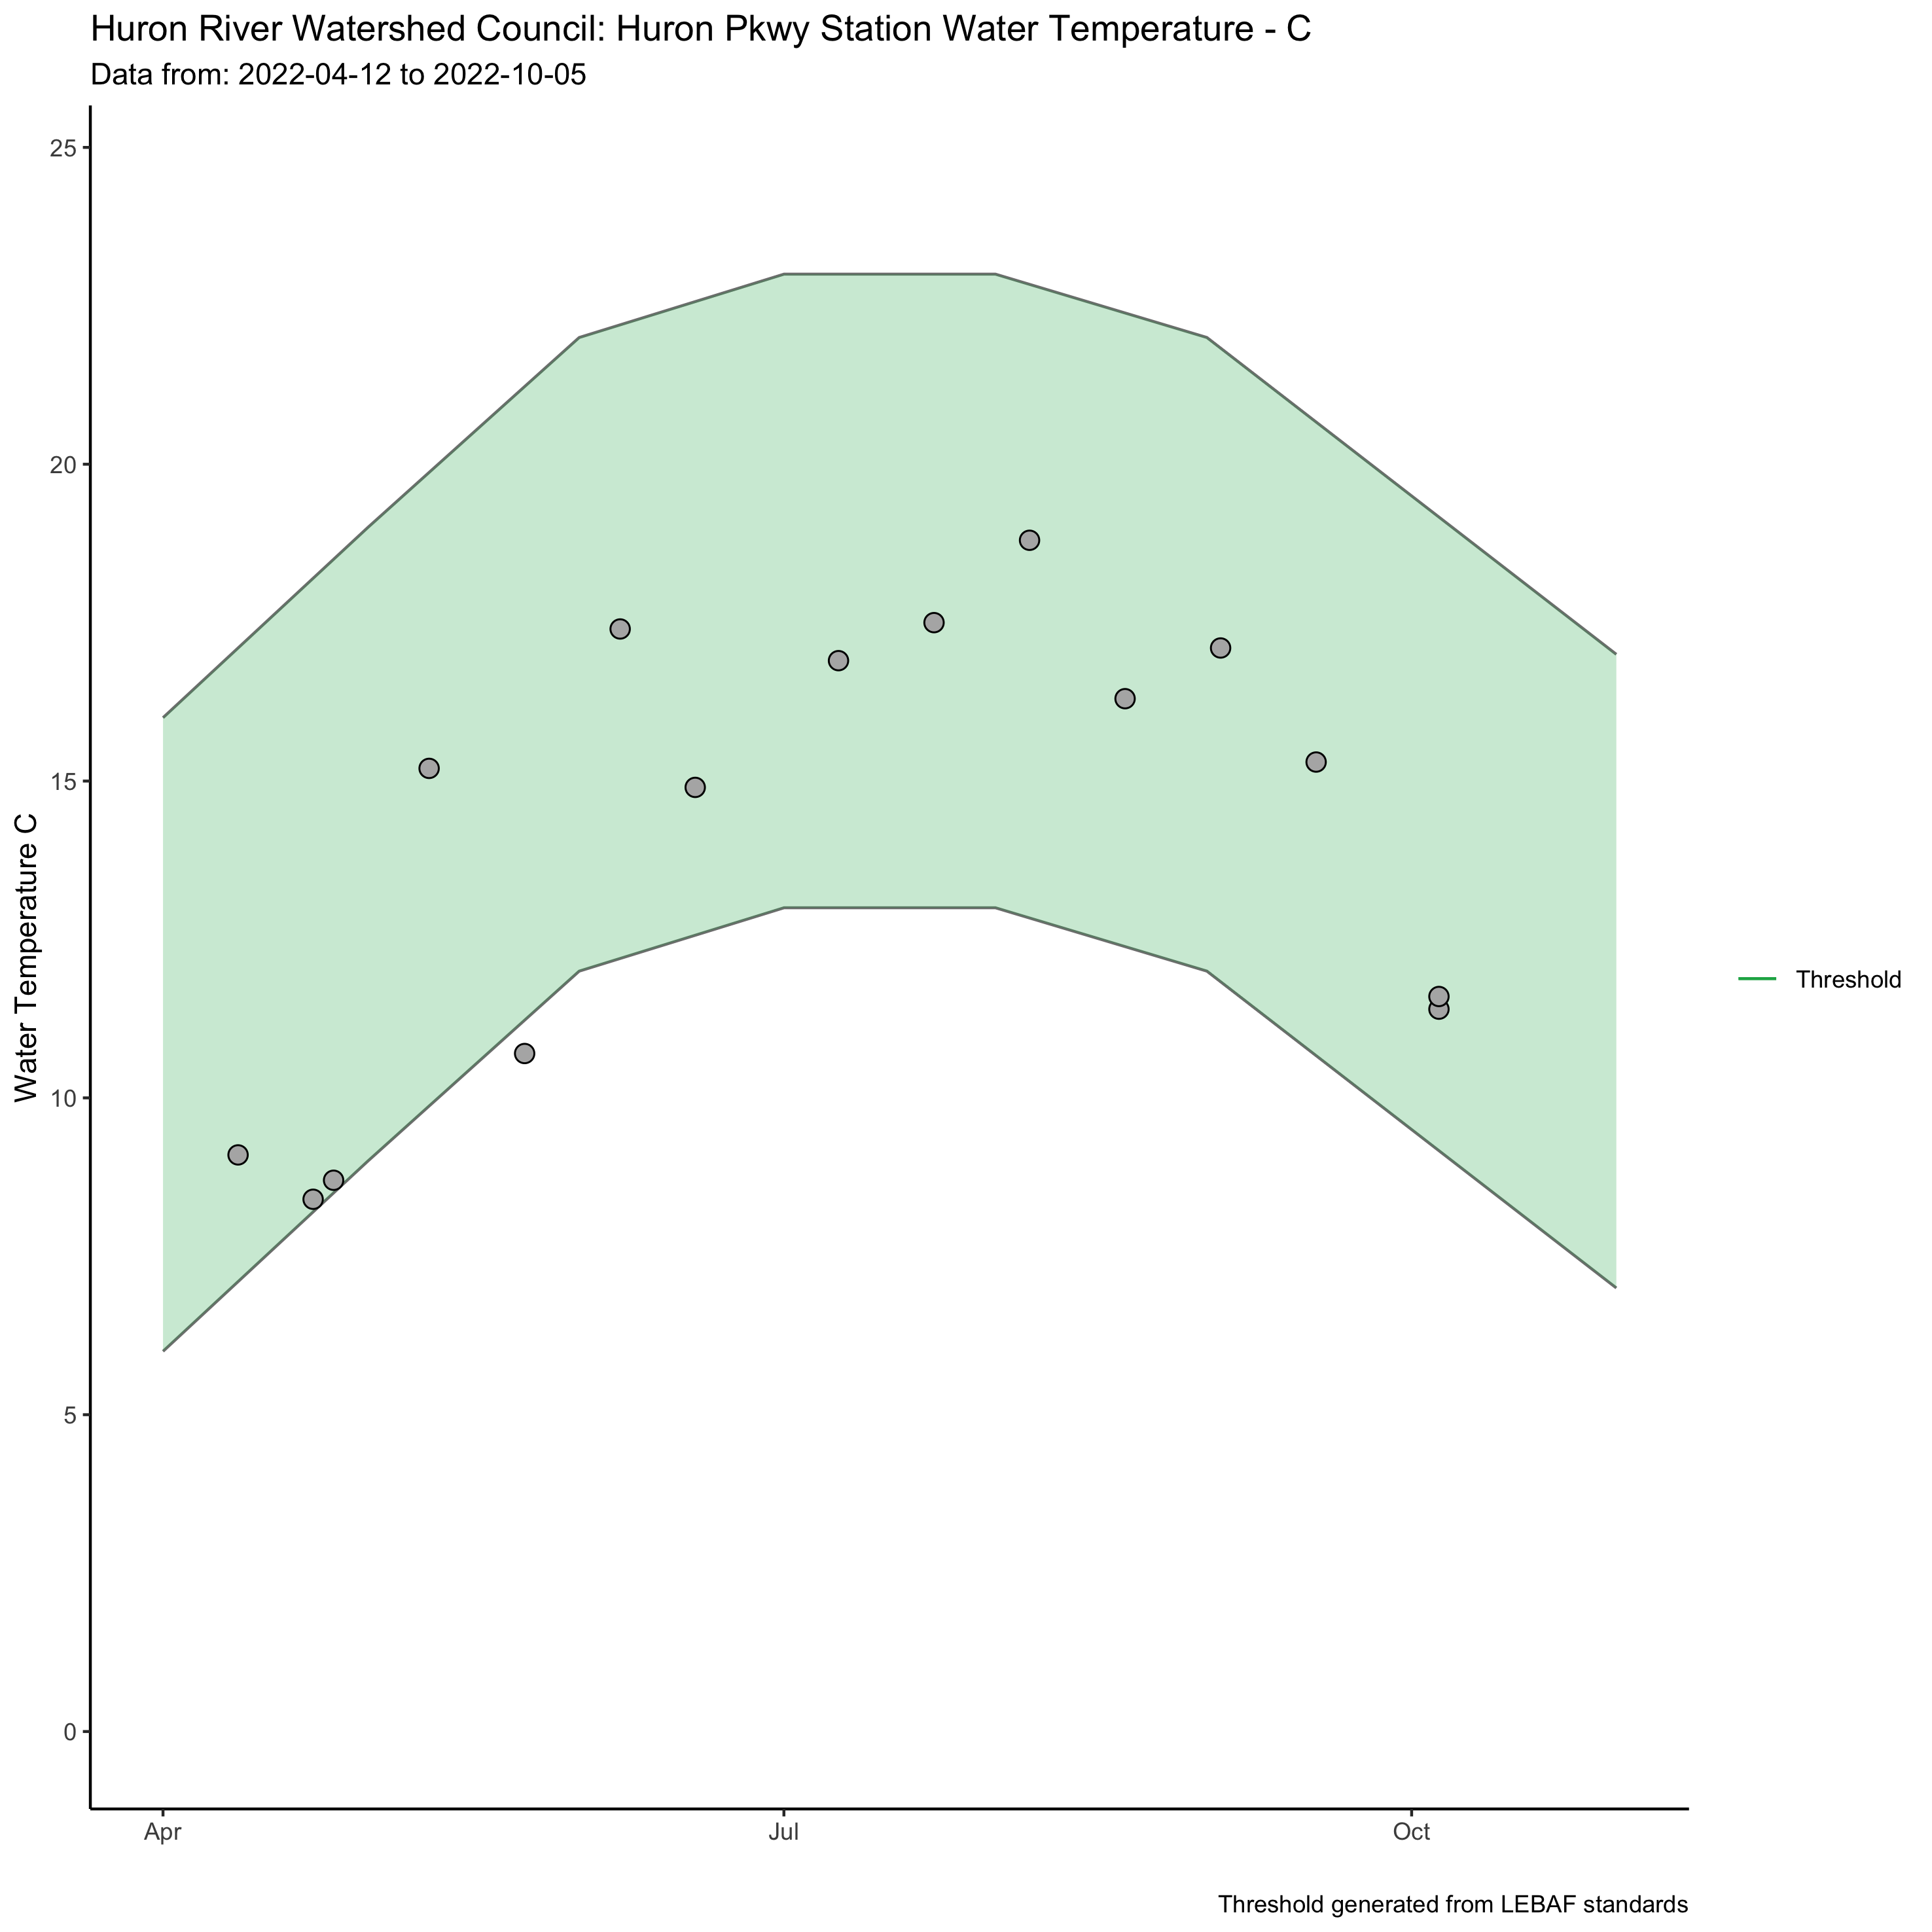 Huron River Watershed Council: Huron Pkwy Station Water Temperature - C
Data from: 2022-04-12 to 2022-10-05
25
20
15
10
5
0
Water Temperature C
Apr
Jul
Oct
Threshold
Threshold generated from LEBAF standards